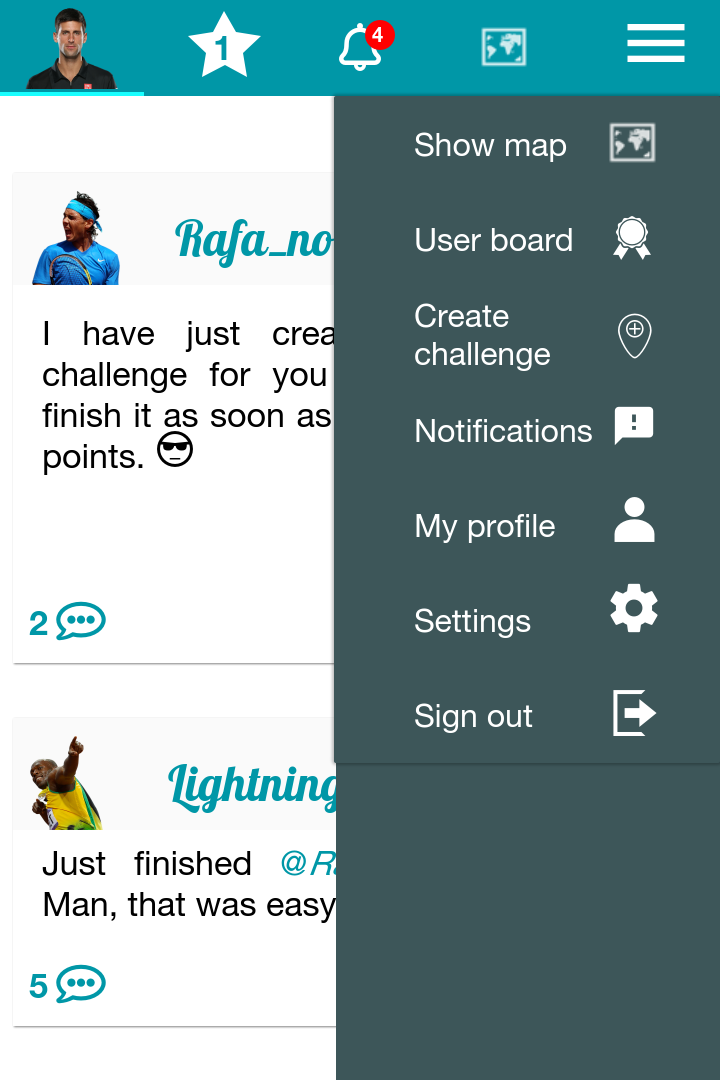 1
4
Show map
User board
Create
challenge
Notifications
My profile
Settings
Sign out
Rafa_no
I have just crea
challenge for you
finish it as soon as
points.
2
Lightning
Just finished @Ra
Man, that was easy
5